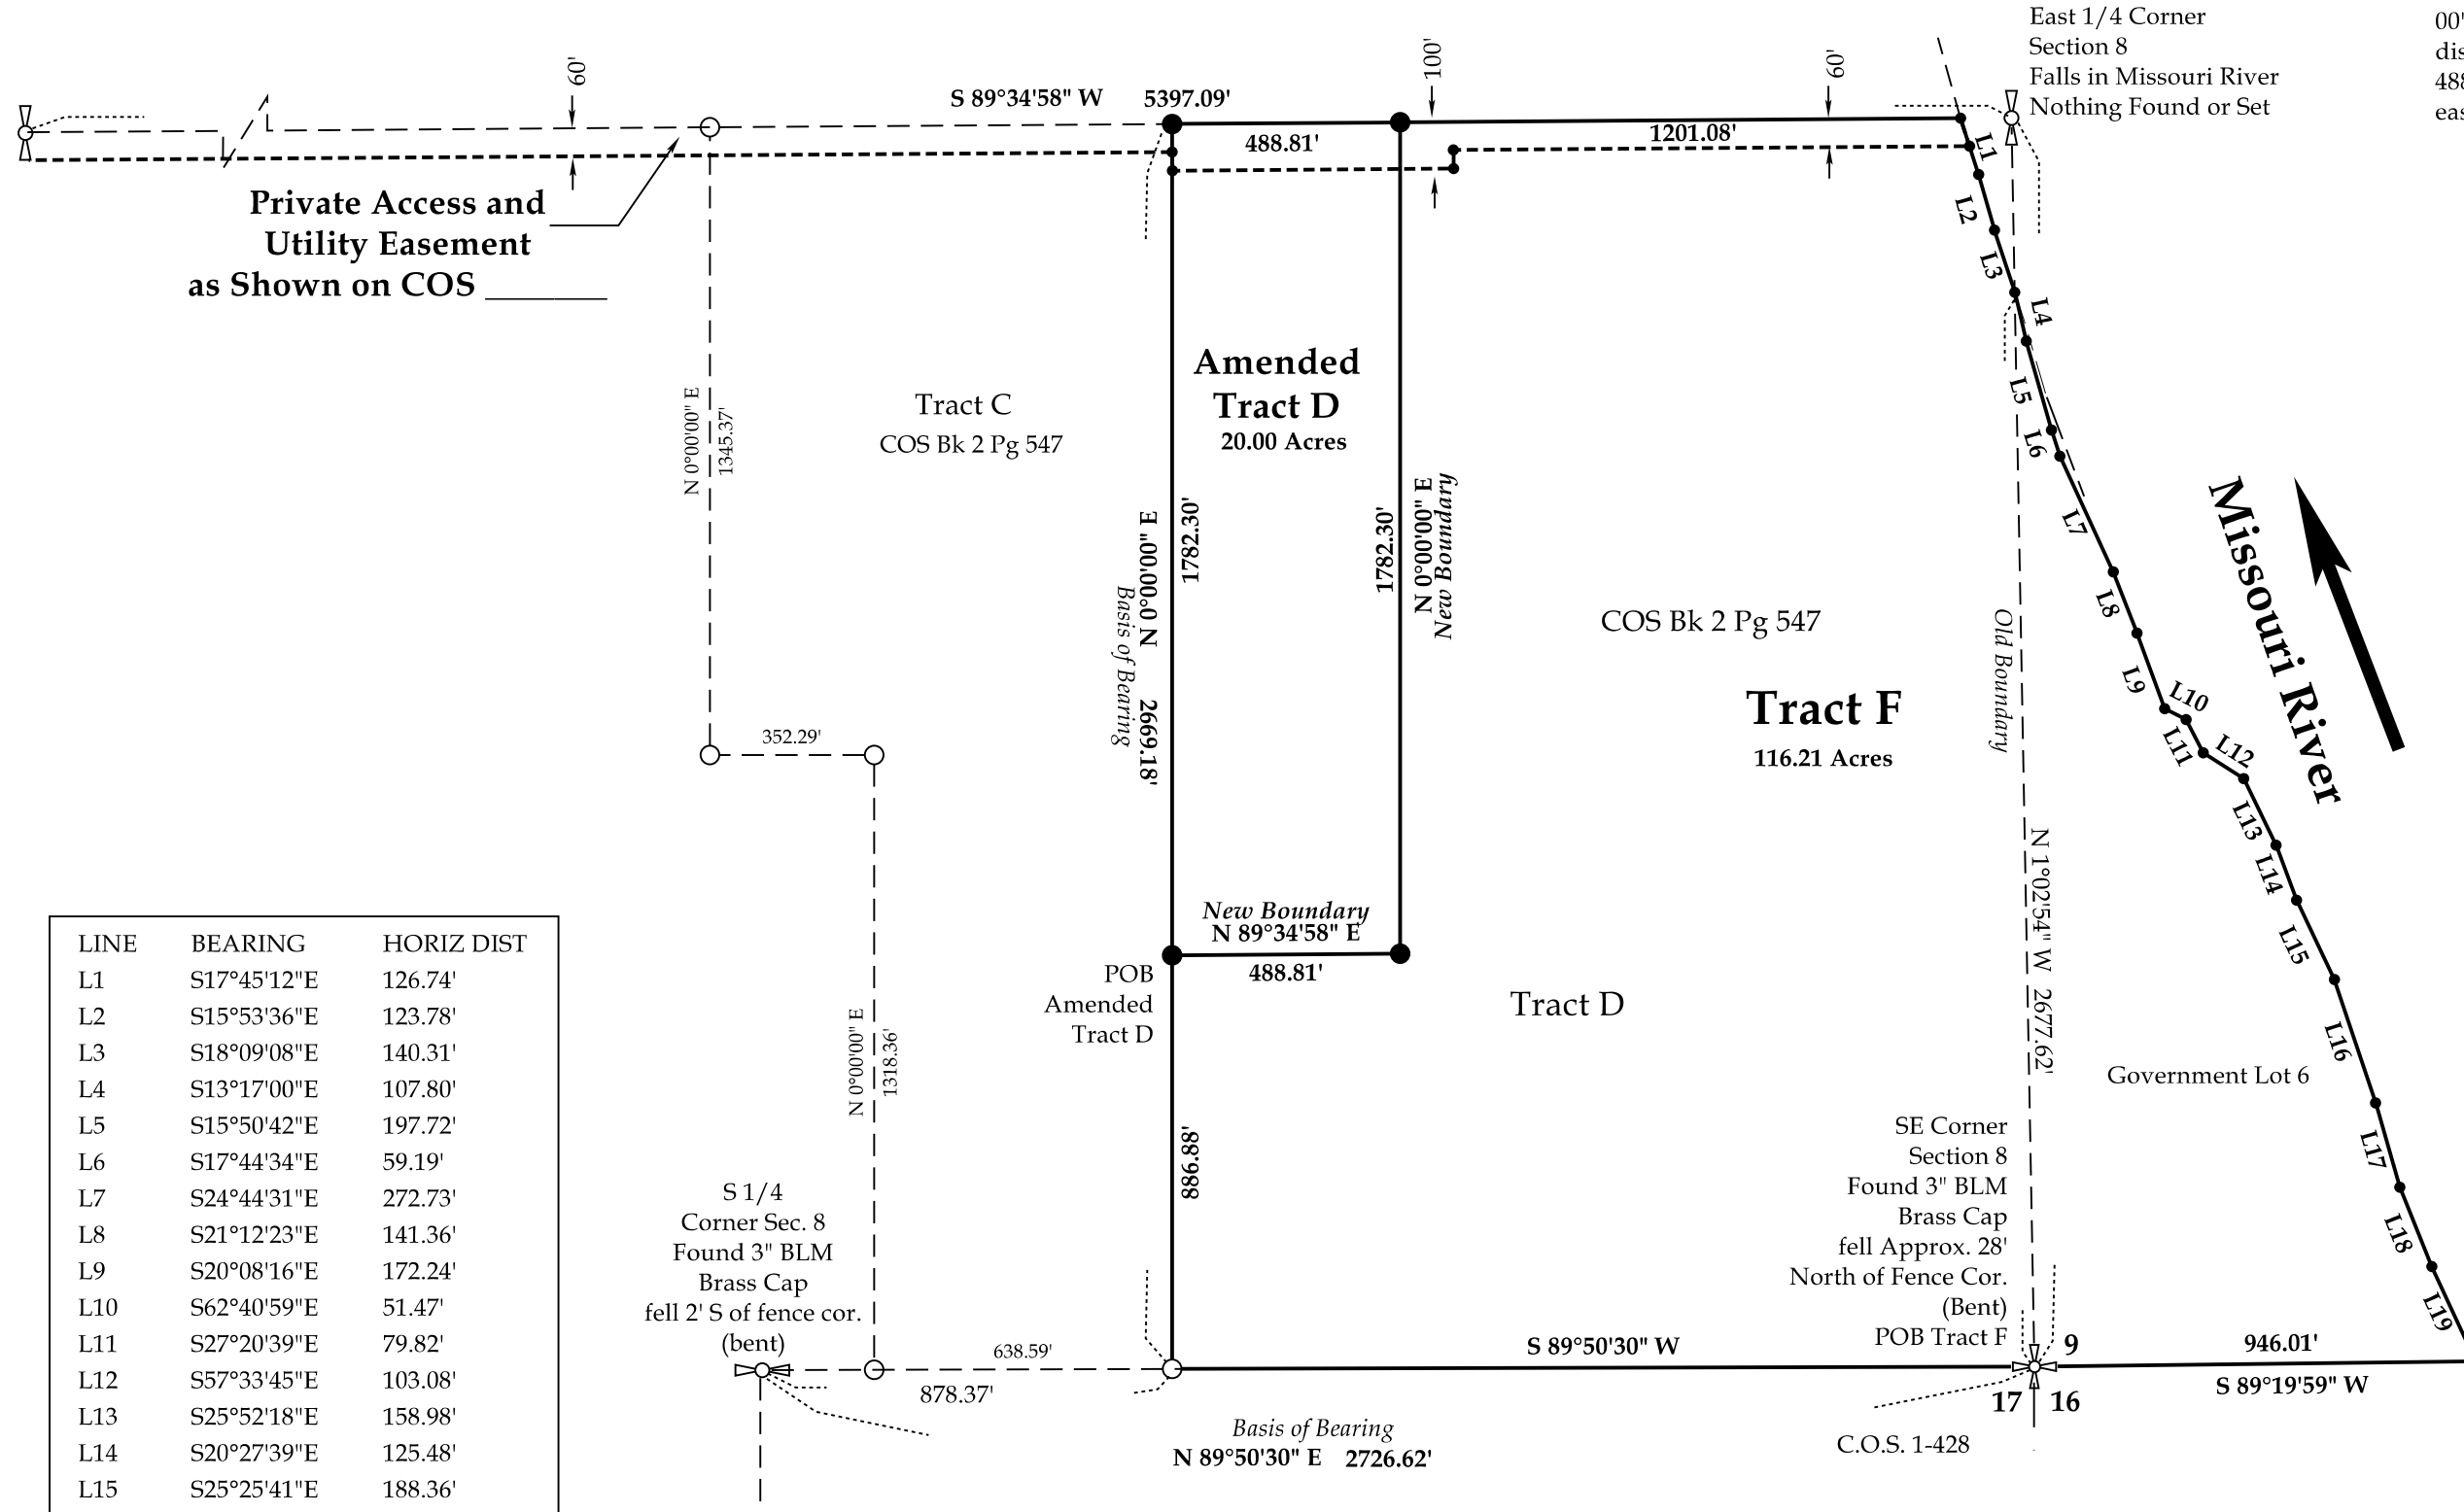 East 1/4 Corner
Section 8
Falls in Missouri River
Nothing Found or Set
00'
dis
488
eas
60'
S 89°34'58" W 5397.09'
100'
60'
488.81'
1201.08'
Private Access and
Utility Easement
as Shown on COS _______
L1
L2
L3
L4
L5
L6
L7
L8
L9
L10
L11
L12
L13
L14
L15
L16
L17
L18
L19
Missouri River
N 0°00'00" E
1345.37'
Tract C
COS Bk 2 Pg 547
Amended
Tract D
20.00 Acres
N 0°00'00" E 2669.18'
Basis of Bearing
1782.30'
1782.30'
N 0°00'00" E
New Boundary
COS Bk 2 Pg 547
Tract F
116.21 Acres
Old Boundary
N 1°02'54" W 2677.62'
352.29'
New Boundary
N 89°34'58" E
488.81'
POB
Amended
Tract D
Tract D
Government Lot 6
N 0°00'00" E
1318.36'
886.88'
S 1/4
Corner Sec. 8
Found 3" BLM
Brass Cap
fell 2' S of fence cor.
(bent)
SE Corner
Section 8
Found 3" BLM
Brass Cap
fell Approx. 28'
North of Fence Cor.
(Bent)
POB Tract F
638.59'
878.37'
S 89°50'30" W
9
17 16
946.01'
S 89°19'59" W
Basis of Bearing
N 89°50'30" E 2726.62'
C.O.S. 1-428
LINE BEARING HORIZ DIST
L1 S17°45'12"E 126.74'
L2 S15°53'36"E 123.78'
L3 S18°09'08"E 140.31'
L4 S13°17'00"E 107.80'
L5 S15°50'42"E 197.72'
L6 S17°44'34"E 59.19'
L7 S24°44'31"E 272.73'
L8 S21°12'23"E 141.36'
L9 S20°08'16"E 172.24'
L10 S62°40'59"E 51.47'
L11 S27°20'39"E 79.82'
L12 S57°33'45"E 103.08'
L13 S25°52'18"E 158.98'
L14 S20°27'39"E 125.48'
L15 S25°25'41"E 188.36'